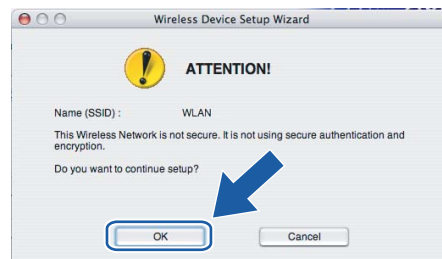 Wireless Device Setup Wizard
ATTENTION!
Name (SSID) : WLAN
This Wireless Network is not secure. It is not using secure authentication and
encryption.
Do you want to continue setup?
OK Cancel